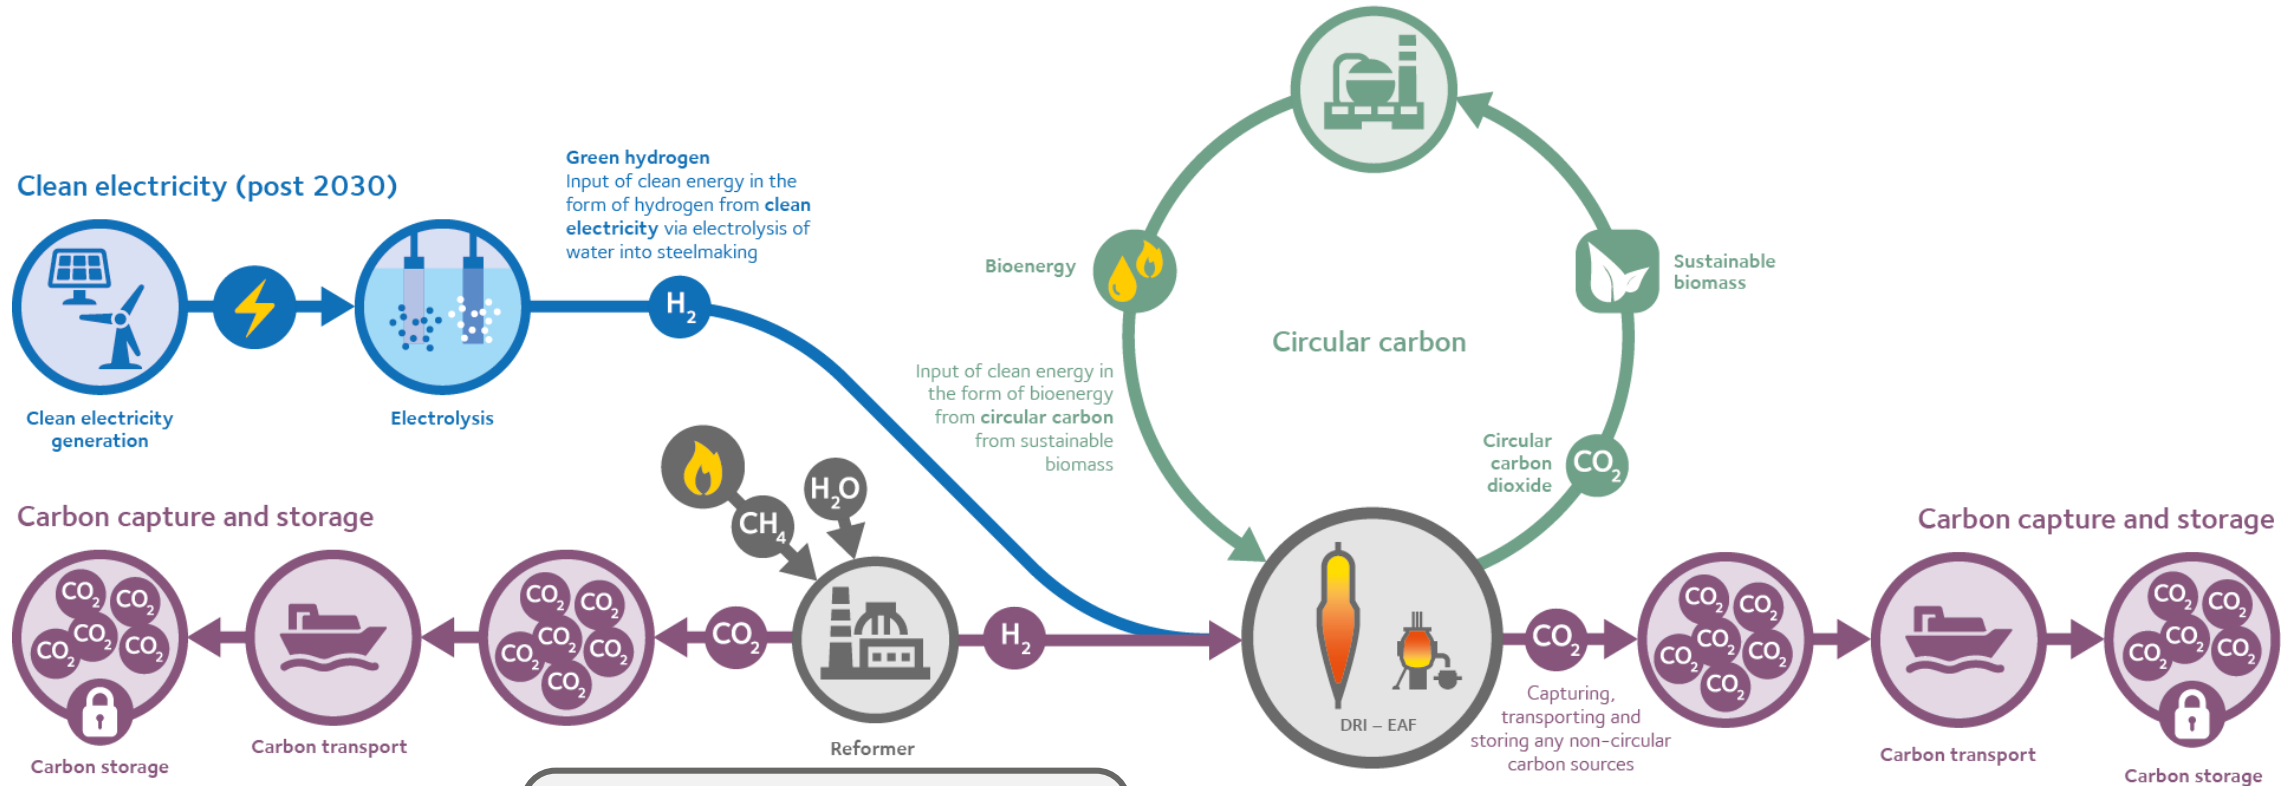 Clean electricity (post 2030)
Clean electricity
generation
Electrolysis
Green hydrogen
Input of clean energy in the
form of hydrogen from clean
electricity via electrolysis of
water into steelmaking
H₂
Bioenergy
Input of clean energy in
the form of bioenergy
from circular carbon
from sustainable
biomass
Circular carbon
Sustainable
biomass
Circular
carbon
dioxide
CO₂
Carbon capture and storage
CO₂
CO₂
CO₂
CO₂
CO₂
Carbon storage
Carbon transport
CO₂
CO₂
CO₂
CO₂
CO₂
CO₂
CO₂
CH₄
H₂O
Reformer
H₂
DRI – EAF
CO₂
Capturing,
transporting and
storing any non-circular
carbon sources
Carbon capture and storage
CO₂
CO₂
CO₂
CO₂
CO₂
CO₂
Carbon transport
CO₂
CO₂
CO₂
CO₂
CO₂
Carbon storage